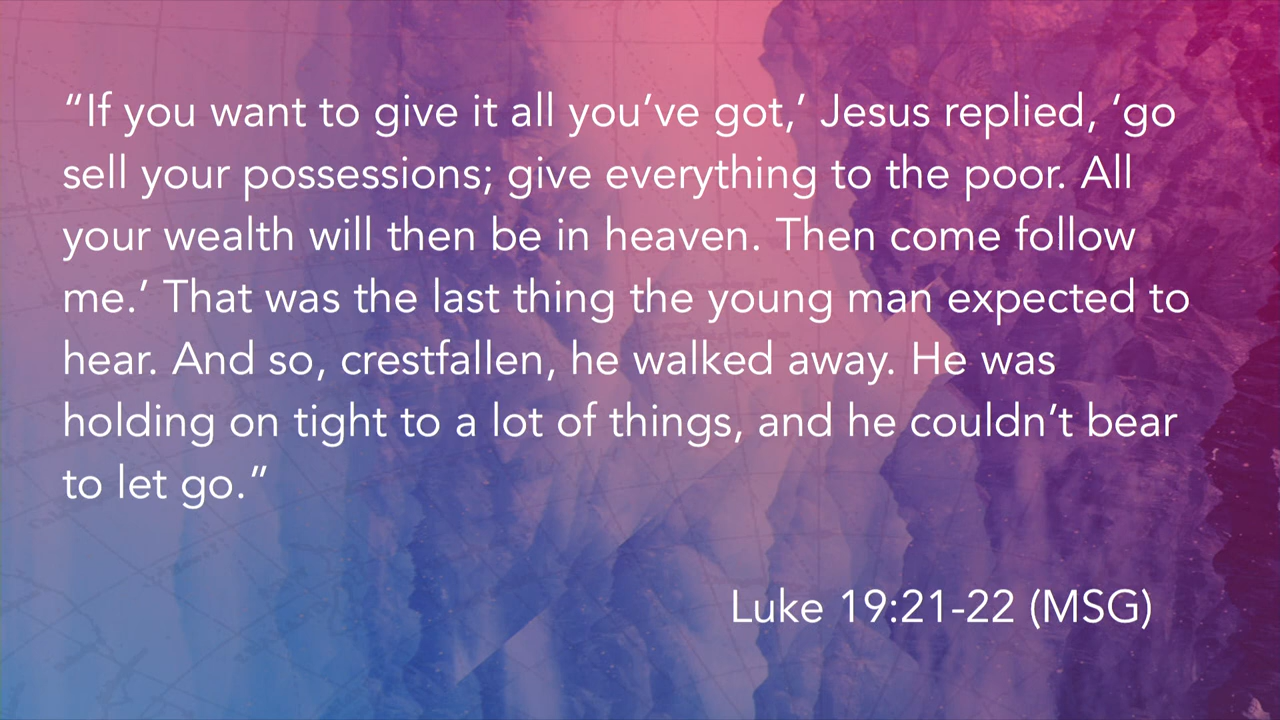 “If you want to give it all you’ve got,’ Jesus replied, ‘go
sell your possessions; give everything to the poor. All
your wealth will then be in heaven. Then come follow
me.’ That was the last thing the young man expected to
hear. And so, crestfallen, he walked away. He was
holding on tight to a lot of things, and he couldn’t bear
to let go.”
Luke 19:21-22 (MSG)